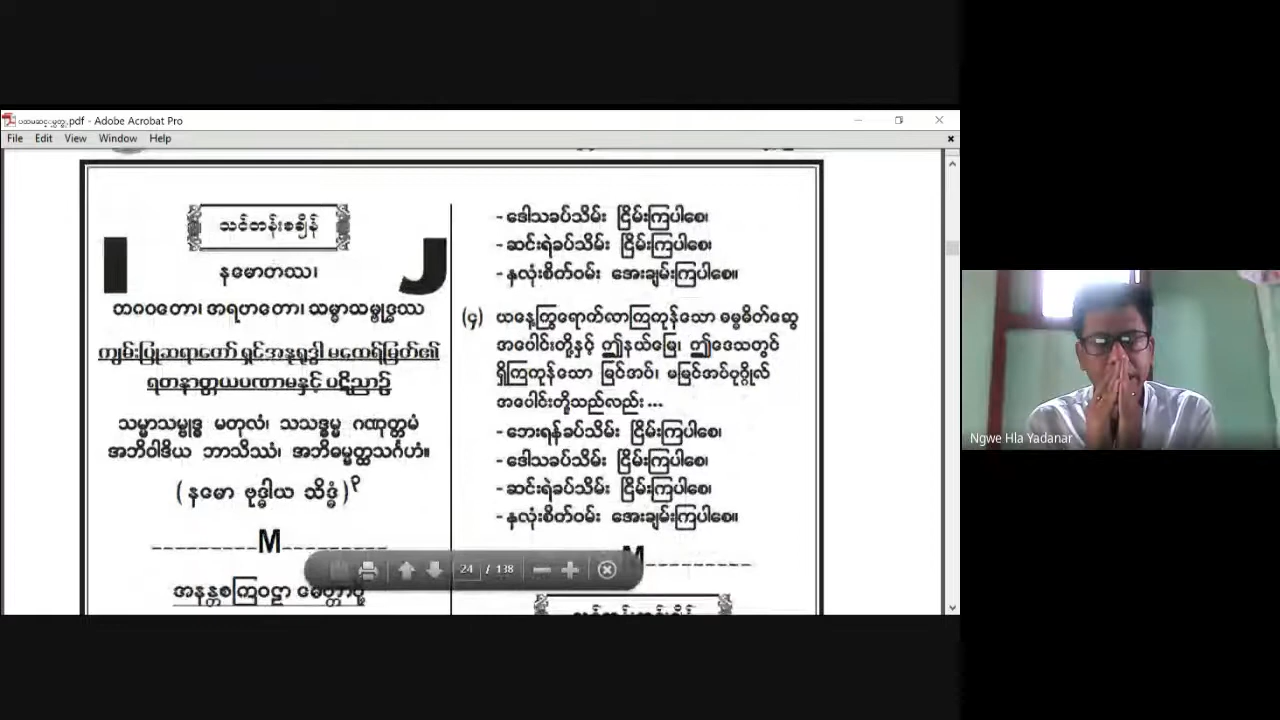 .pdf - Adobe Acrobat Pro
File Edit View Window Help
သင်တန်းစချိန်
နမောတဿ၊
ဘဂဝတော၊ အရဟတော၊ သမ္မာသမ္ဗုဒ္ဓဿ
ကျမ်းပြုဆရာတော် ရှင်အနုရုဒ္ဓါ မထေရ်မြတ်၏
ရတနာတ္တယပဏာမနှင့် ပဋိညာဉ်
သမ္မာသမ္ဗုဒ္ဓ မတုလံ၊ သသဒ္ဓမ္မ ဂဏုတ္တမံ
အဘိဝါဒိယ ဘာသိဿံ၊ အဘိဓမ္မတ္ထသင်္ဂဟံ။
(နမော ဗုဒ္ဓါယ သိဒ္ဓံ)၃
M
အနန္တစကြဝဠာ မေတ္တာပို့
- ဒေါသခပ်သိမ်း ငြိမ်းကြပါစေ၊
- ဆင်းရဲခပ်သိမ်း ငြိမ်းကြပါစေ၊
- နှလုံးစိတ်ဝမ်း အေးချမ်းကြပါစေ။
(၄) ယနေ့ကြွရောက်လာကြကုန်သော ဓမ္မမိတ်ဆွေ
အပေါင်းတို့နှင့် ဤနယ်မြေ၊ ဤဒေသတွင်
ရှိကြကုန်သော မြင်အပ်၊ မမြင်အပ်ပုဂ္ဂိုလ်
အပေါင်းတို့သည်လည်း ...
- ဘေးရန်ခပ်သိမ်း ငြိမ်းကြပါစေ၊
- ဒေါသခပ်သိမ်း ငြိမ်းကြပါစေ၊
- ဆင်းရဲခပ်သိမ်း ငြိမ်းကြပါစေ၊
- နှလုံးစိတ်ဝမ်း အေးချမ်းကြပါစေ။
M
24 / 138
Ngwe Hla Yadanar